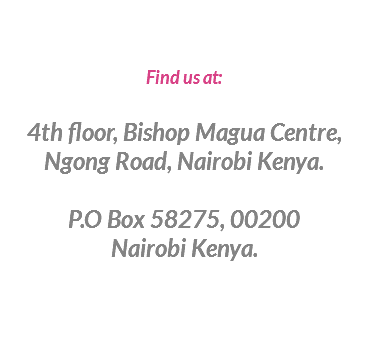 Find us at:
4th floor, Bishop Magua Centre,
Ngong Road, Nairobi Kenya.
P.O Box 58275, 00200
Nairobi Kenya.